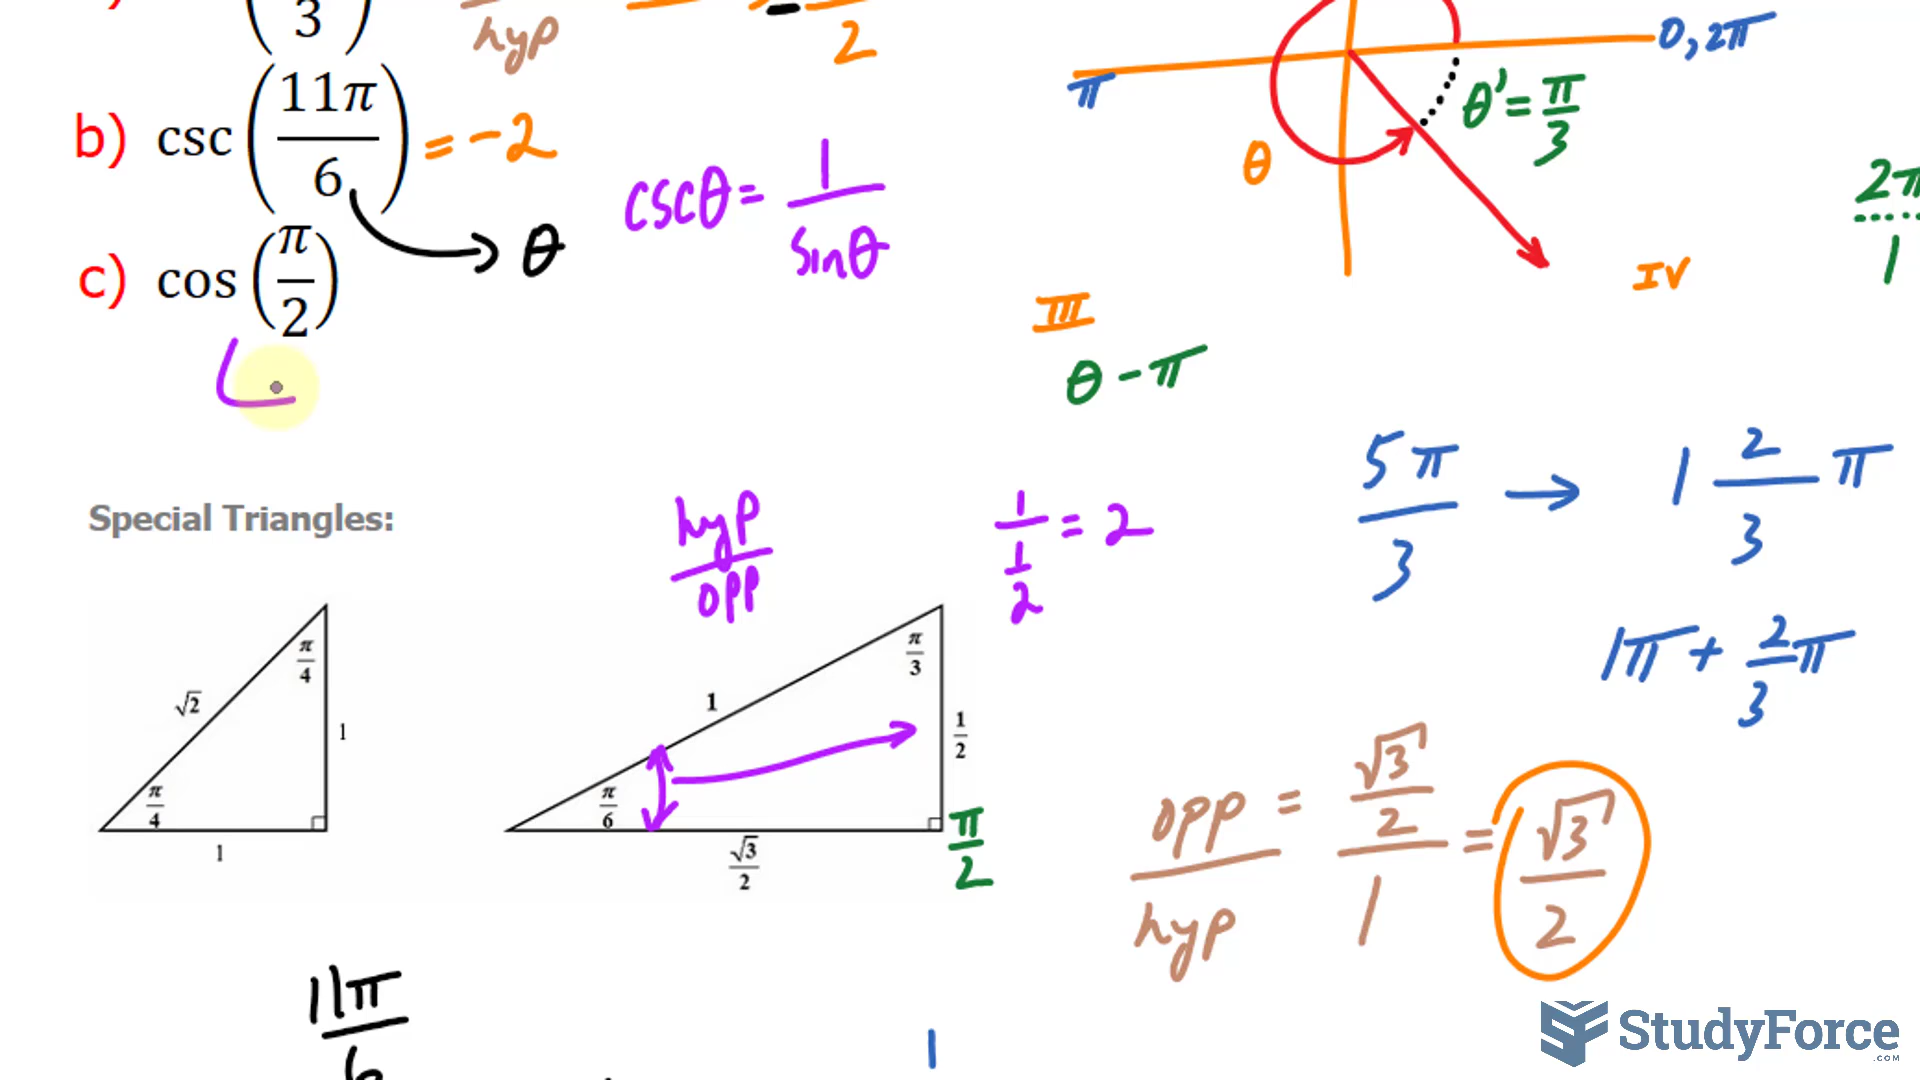 3
hyp
- 2
0, 2π
π
b) csc (11π/6) = -2
θ' = π/3
θ
θ
cscθ = 1/sinθ
2π
1
c) cos (π/2)
IV
III
θ - π
5π/3 → 1 2/3 π
Special Triangles:
hyp/opp
1/(1/2) = 2
1π + 2/3 π
π/4
√2
1
π/4
1
π/3
1
1/2
π/6
√3/2
π/2
opp/hyp = (√3/2)/1 = √3/2
11π/6
1
StudyForce
.COM